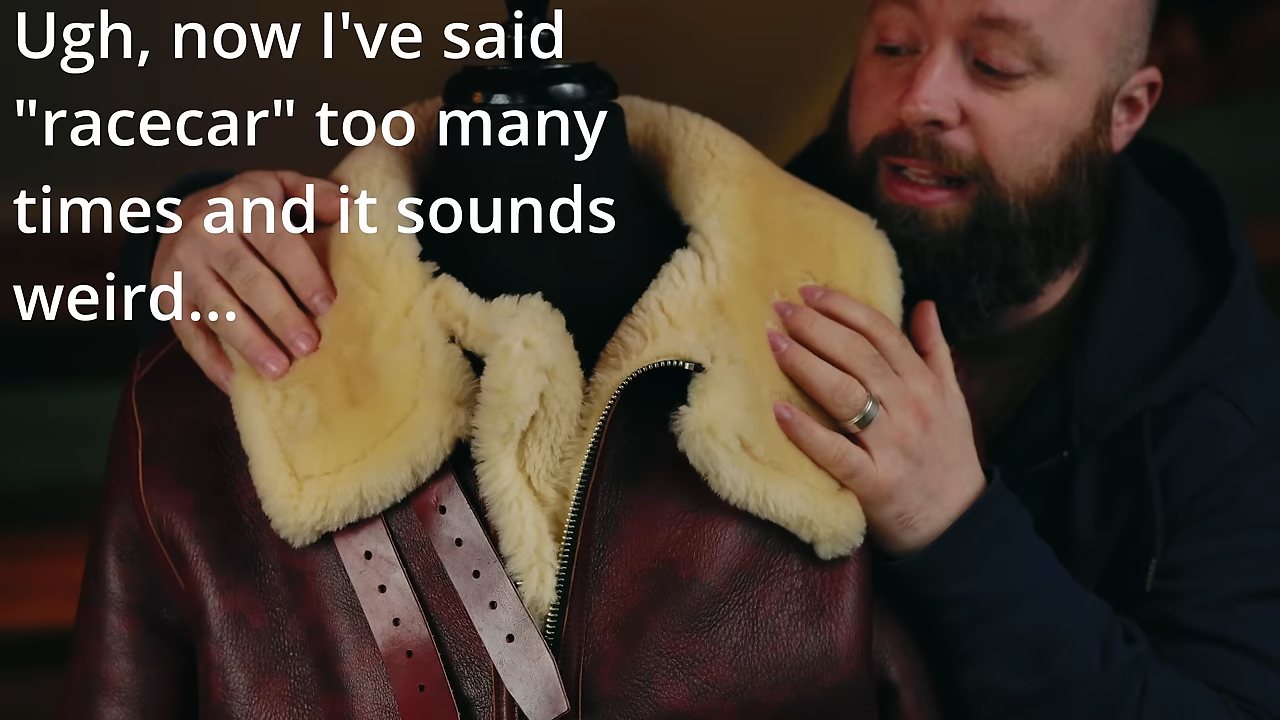 Ugh, now I've said
"racecar" too many
times and it sounds
weird...